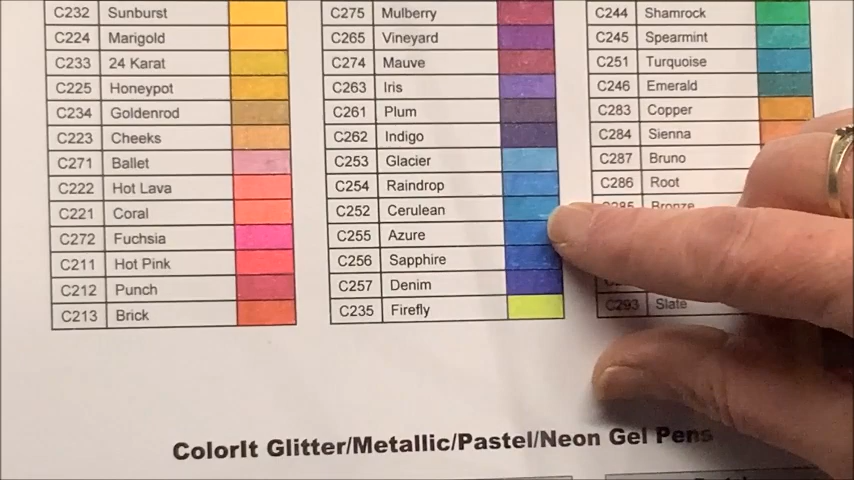 C232 Sunburst
C224 Marigold
C233 24 Karat
C225 Honeypot
C234 Goldenrod
C223 Cheeks
C271 Ballet
C222 Hot Lava
C221 Coral
C272 Fuchsia
C211 Hot Pink
C212 Punch
C213 Brick
C275 Mulberry
C265 Vineyard
C274 Mauve
C263 Iris
C261 Plum
C262 Indigo
C253 Glacier
C254 Raindrop
C252 Cerulean
C255 Azure
C256 Sapphire
C257 Denim
C235 Firefly
C244 Shamrock
C245 Spearmint
C251 Turquoise
C246 Emerald
C283 Copper
C284 Sienna
C287 Bruno
C286 Root
C285 Bronze
C293 Slate
ColorIt Glitter/Metallic/Pastel/Neon Gel Pens